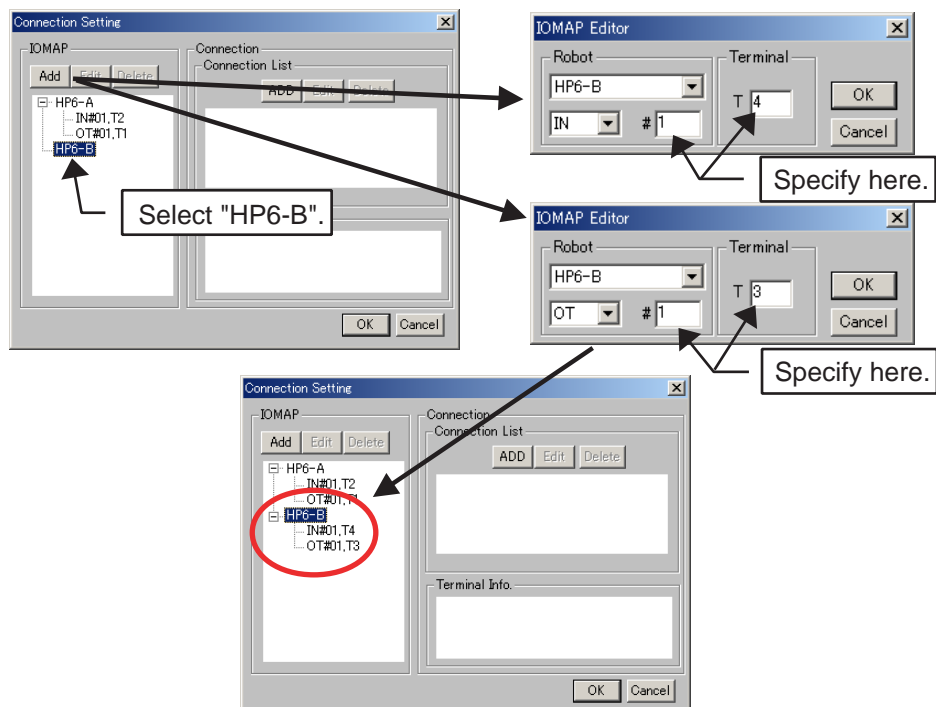 Connection Setting
IOMAP
Add Edit Delete
HP6-A
IN#01,T2
OT#01,T1
HP6-B
Connection
Connection List
ADD Edit Delete
OK Cancel
Select "HP6-B".
IOMAP Editor
Robot
HP6-B
IN # 1
Terminal
T 4
OK
Cancel
Specify here.
IOMAP Editor
Robot
HP6-B
OT # 1
Terminal
T 3
OK
Cancel
Specify here.
Connection Setting
IOMAP
Add Edit Delete
HP6-A
IN#01,T2
OT#01,T1
HP6-B
IN#01,T4
OT#01,T3
Connection
Connection List
ADD Edit Delete
Terminal Info.
OK Cancel